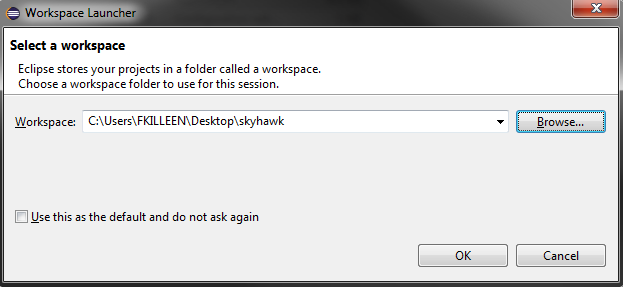 Workspace Launcher
Select a workspace
Eclipse stores your projects in a folder called a workspace.
Choose a workspace folder to use for this session.
Workspace: C:\Users\FKILLEEN\Desktop\skyhawk Browse...
Use this as the default and do not ask again
OK Cancel